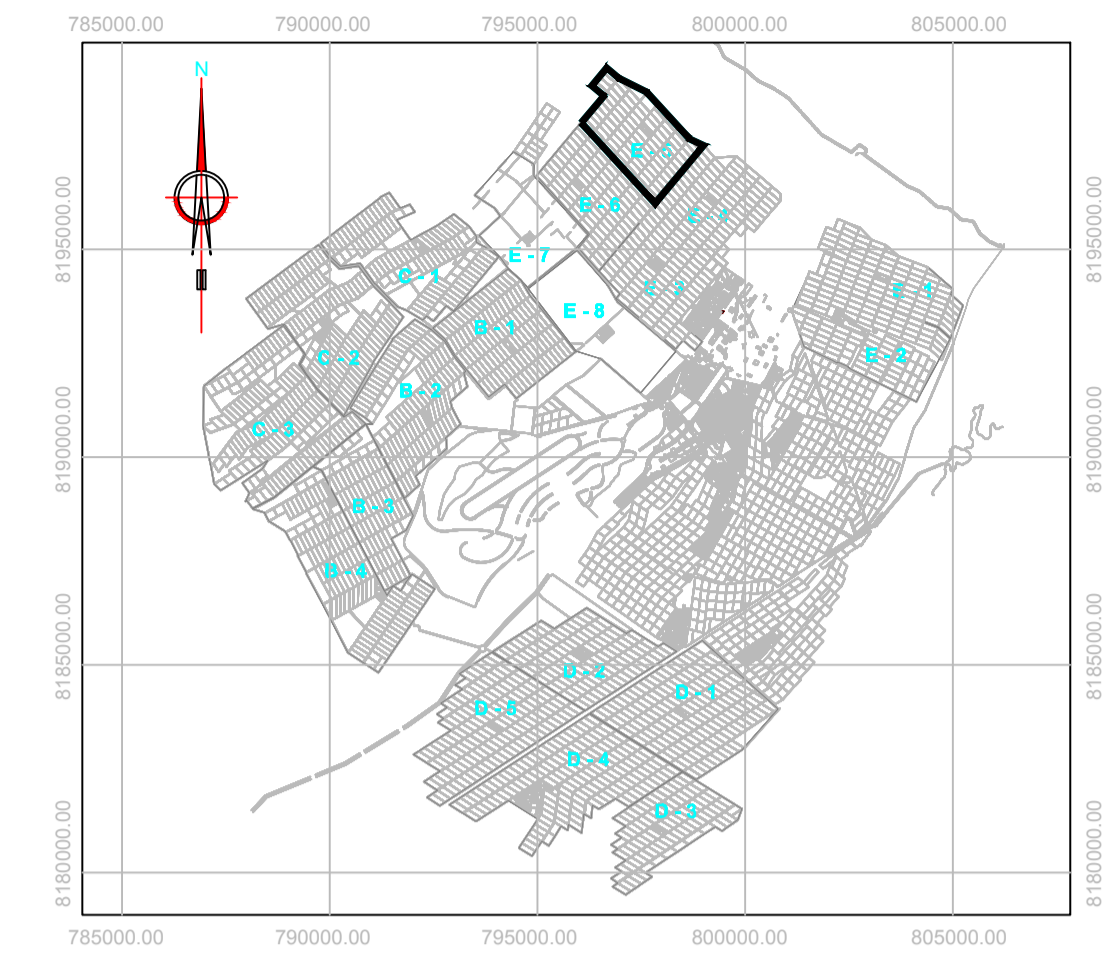 785000.00 790000.00 795000.00 800000.00 805000.00
N
E - 5
E - 6
E - 4
8195000.00
8195000.00
E - 7
C - 1
E - 3
E - 1
E - 8
B - 1
C - 2
E - 2
B - 2
C - 3
8190000.00
8190000.00
B - 3
B - 4
8185000.00
8185000.00
D - 2
D - 1
D - 5
D - 4
D - 3
8180000.00
8180000.00
785000.00 790000.00 795000.00 800000.00 805000.00